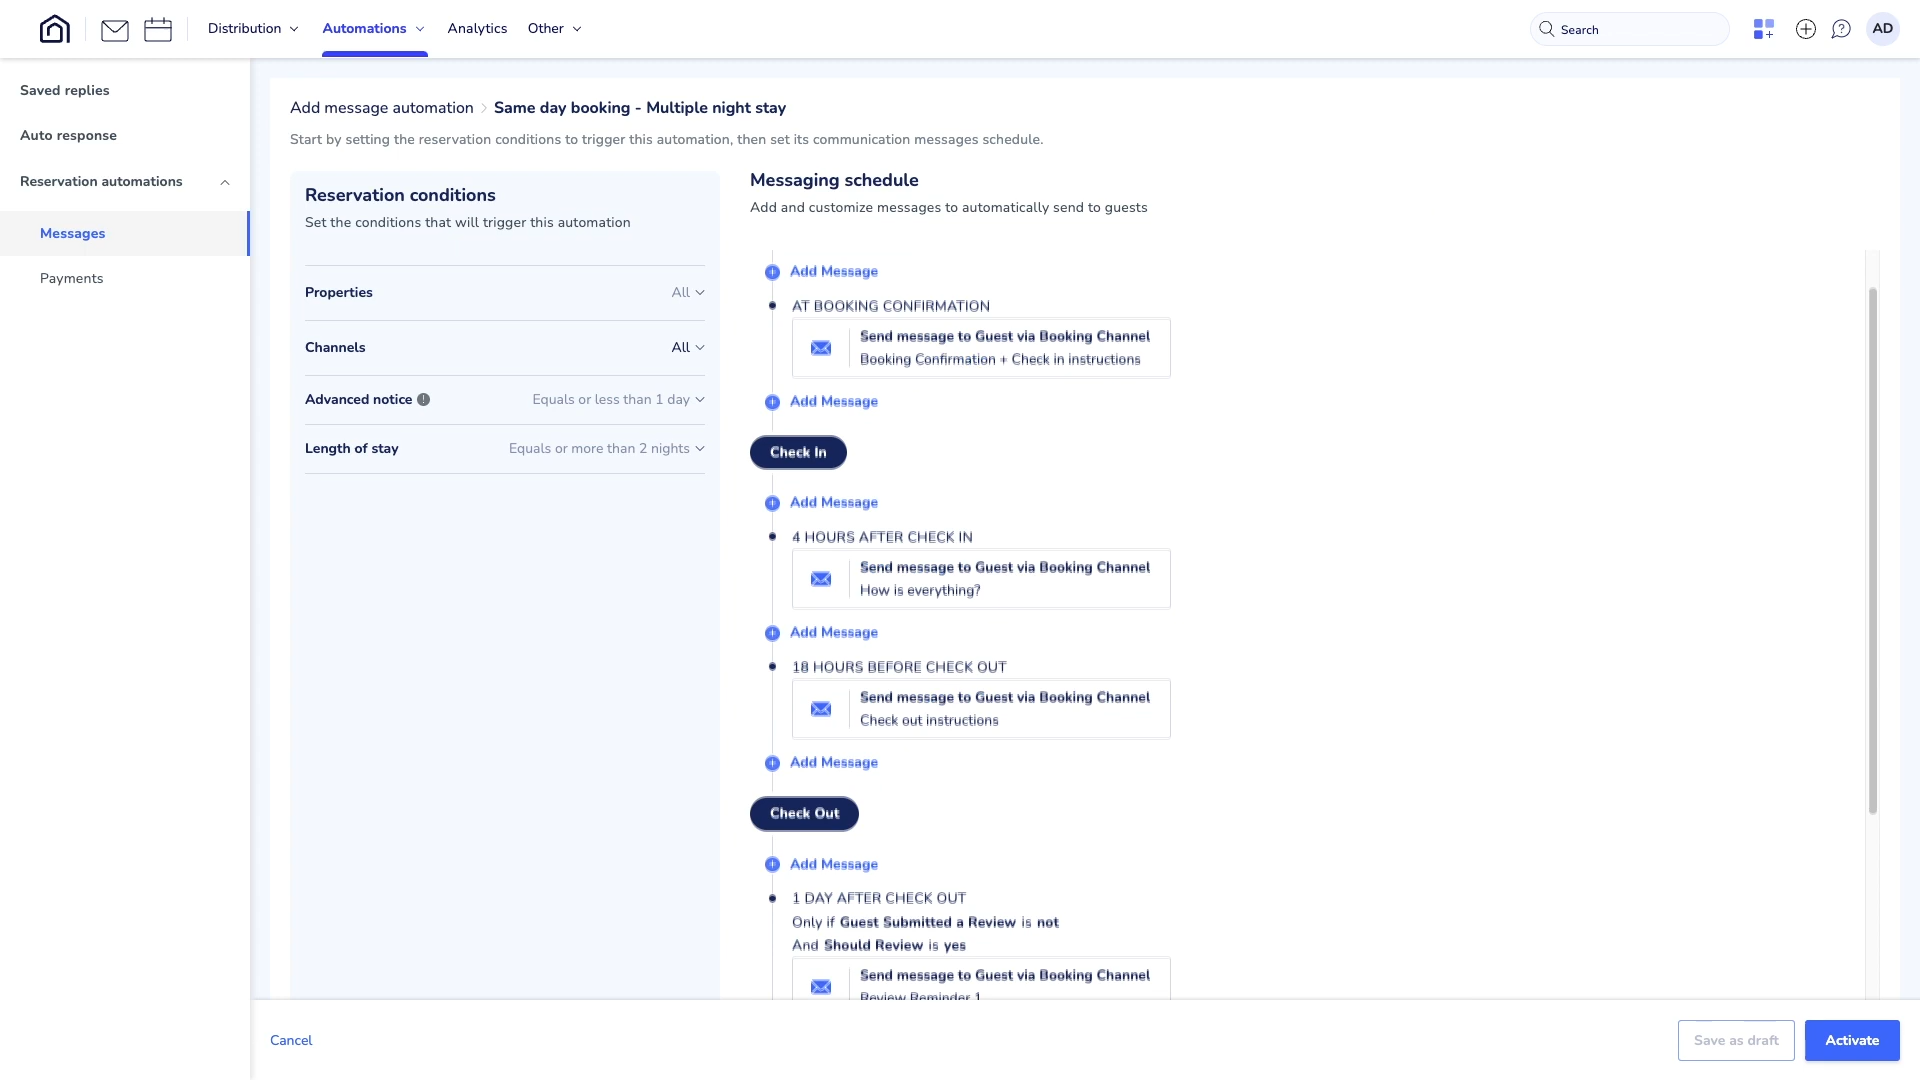 Distribution
Automations
Analytics
Other
Search
AD
Saved replies
Auto response
Reservation automations
Messages
Payments
Add message automation > Same day booking - Multiple night stay
Start by setting the reservation conditions to trigger this automation, then set its communication messages schedule.
Reservation conditions
Set the conditions that will trigger this automation
Properties All
Channels All
Advanced notice Equals or less than 1 day
Length of stay Equals or more than 2 nights
Messaging schedule
Add and customize messages to automatically send to guests
Add Message
AT BOOKING CONFIRMATION
Send message to Guest via Booking Channel
Booking Confirmation + Check in instructions
Add Message
Check In
Add Message
4 HOURS AFTER CHECK IN
Send message to Guest via Booking Channel
How is everything?
Add Message
18 HOURS BEFORE CHECK OUT
Send message to Guest via Booking Channel
Check out instructions
Add Message
Check Out
Add Message
1 DAY AFTER CHECK OUT
Only if Guest Submitted a Review is not
And Should Review is yes
Send message to Guest via Booking Channel
Review Reminder 1
Cancel
Save as draft
Activate